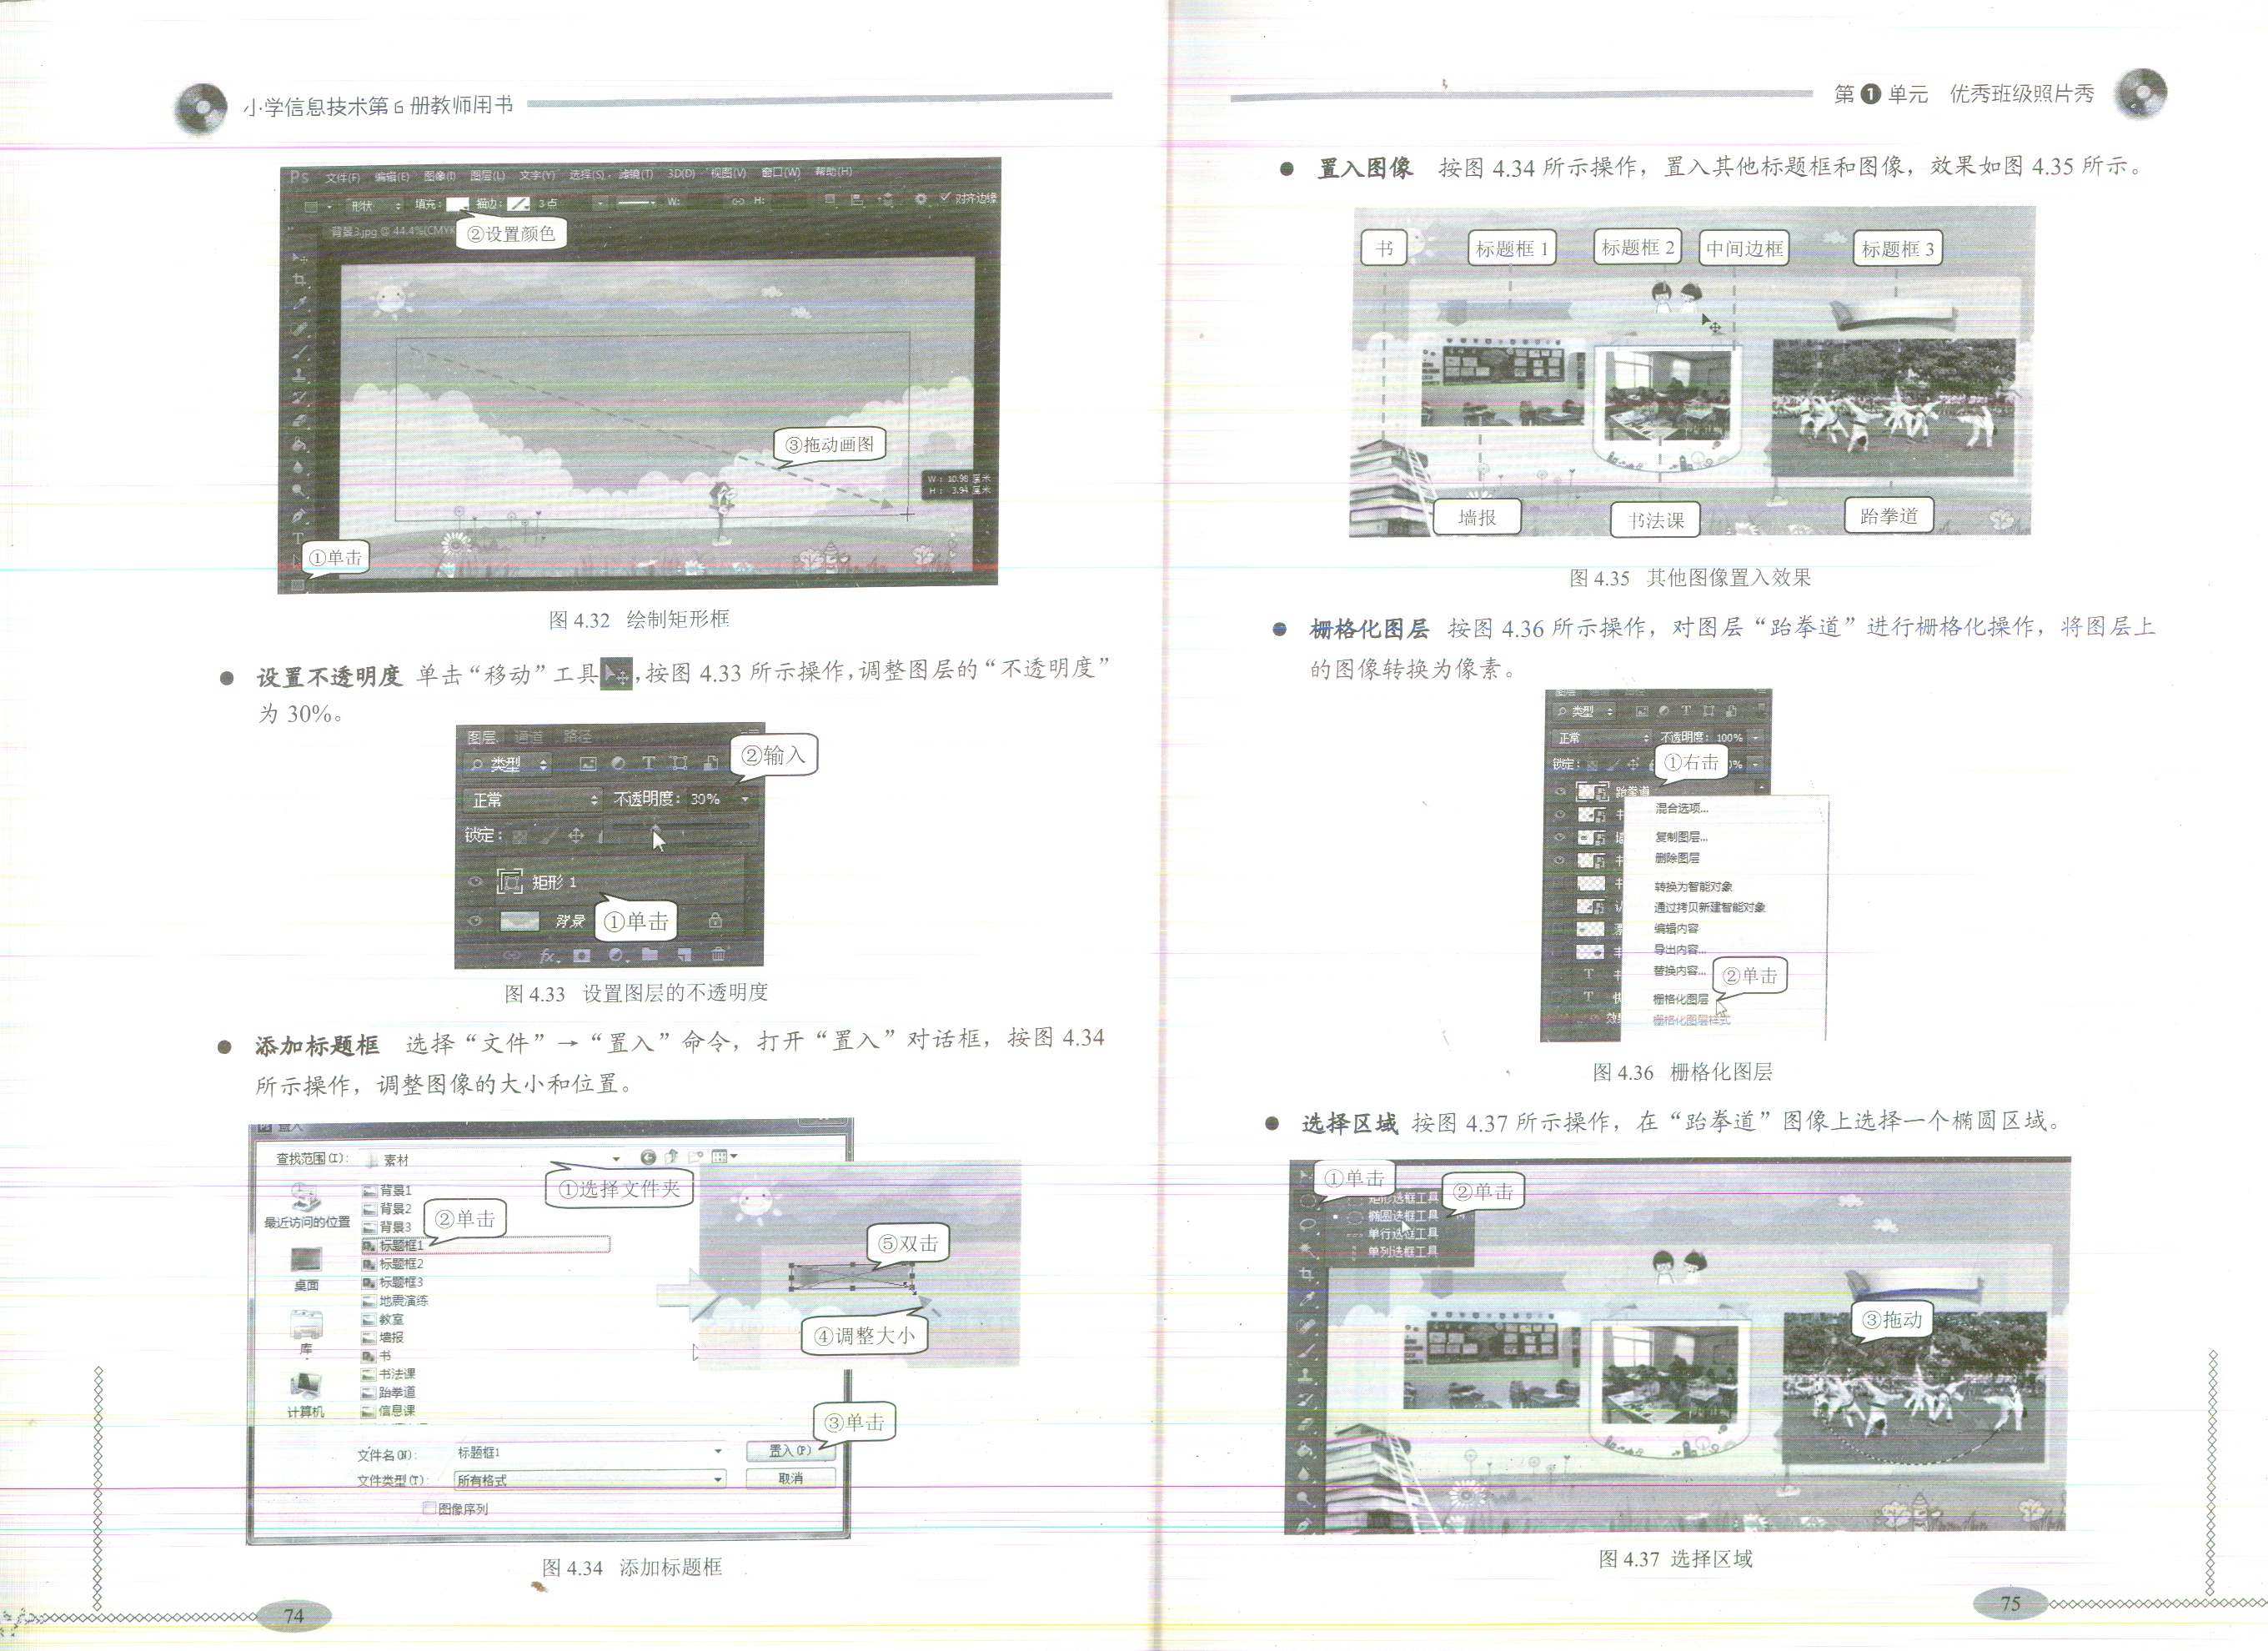 小学信息技术第6册教师用书
Ps 文件(F) 编辑(E) 图像(I) 图层(L) 文字(Y) 选择(S) 滤镜(T) 3D(D) 视图(V) 窗口(W) 帮助(H)
形状 填充: 描边: 3点 W: H: 对齐边缘
背景3.jpg @ 44.4%(CMYK
②设置颜色
③拖动画图
W: 10.98 厘米
H: 3.94 厘米
①单击
图 4.32 绘制矩形框
● 设置不透明度 单击“移动”工具,按图 4.33 所示操作,调整图层的“不透明度”
为 30%。
图层 通道 路径
②输入
类型
正常 不透明度: 30%
锁定:
矩形 1
背景
①单击
图 4.33 设置图层的不透明度
● 添加标题框 选择“文件”→“置入”命令，打开“置入”对话框，按图 4.34
所示操作，调整图像的大小和位置。
置入
查找范围(I): 素材
①选择文件夹
最近访问的位置
桌面
库
计算机
背景1
背景2
背景3
标题框1
标题框2
标题框3
地震演练
教室
墙报
书
书法课
跆拳道
信息课
②单击
⑤双击
④调整大小
③单击
文件名(N): 标题框1 置入(P)
文件类型(T): 所有格式 取消
图像序列
图 4.34 添加标题框
74
第1单元 优秀班级照片秀
● 置入图像 按图 4.34 所示操作，置入其他标题框和图像，效果如图 4.35 所示。
书 标题框 1 标题框 2 中间边框 标题框 3
墙报 书法课 跆拳道
图 4.35 其他图像置入效果
● 栅格化图层 按图 4.36 所示操作，对图层“跆拳道”进行栅格化操作，将图层上
的图像转换为像素。
图层 通道 路径
类型
正常 不透明度: 100%
锁定:
①右击
跆拳道
混合选项...
复制图层...
删除图层
转换为智能对象
通过拷贝新建智能对象
编辑内容
导出内容...
替换内容...
②单击
栅格化图层
栅格化图层样式
图 4.36 栅格化图层
● 选择区域 按图 4.37 所示操作，在“跆拳道”图像上选择一个椭圆区域。
①单击
②单击
矩形选框工具
椭圆选框工具 M
单行选框工具
单列选框工具
③拖动
图 4.37 选择区域
75